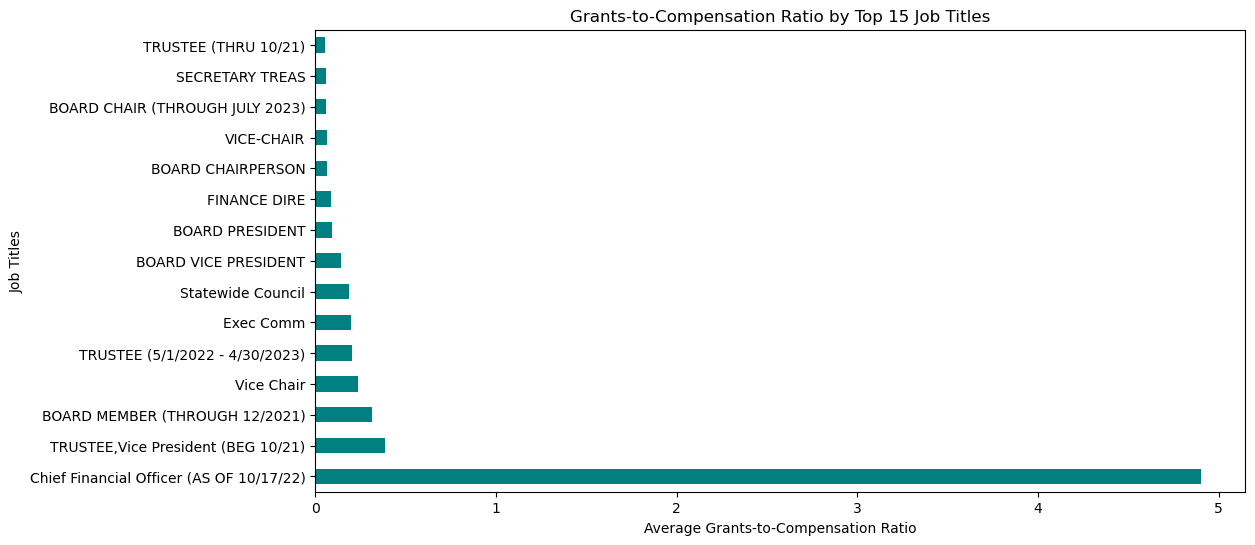 Grants-to-Compensation Ratio by Top 15 Job Titles
TRUSTEE (THRU 10/21)
SECRETARY TREAS
BOARD CHAIR (THROUGH JULY 2023)
VICE-CHAIR
BOARD CHAIRPERSON
FINANCE DIRE
BOARD PRESIDENT
BOARD VICE PRESIDENT
Statewide Council
Exec Comm
TRUSTEE (5/1/2022 - 4/30/2023)
Vice Chair
BOARD MEMBER (THROUGH 12/2021)
TRUSTEE,Vice President (BEG 10/21)
Chief Financial Officer (AS OF 10/17/22)
Job Titles
0 1 2 3 4 5
Average Grants-to-Compensation Ratio